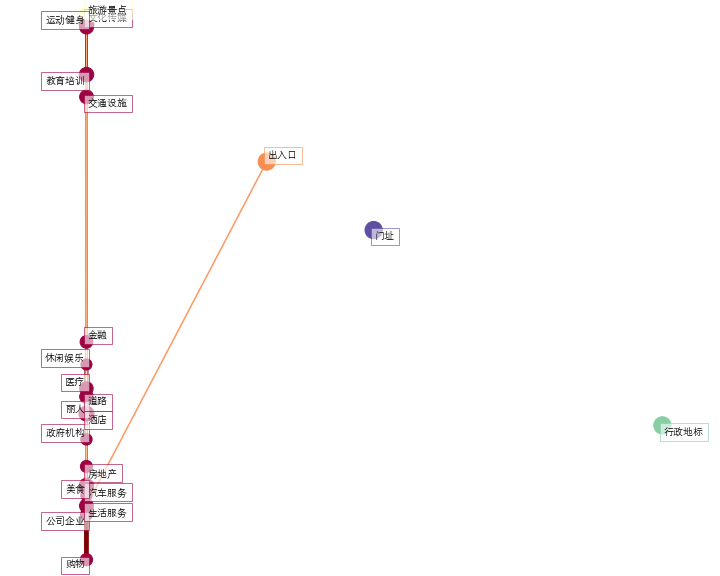 旅游景点
文化传媒
运动健身
教育培训
交通设施
出入口
门址
金融
休闲娱乐
医疗
道路
丽人
酒店
行政地标
政府机构
房地产
美食
汽车服务
生活服务
公司企业
购物